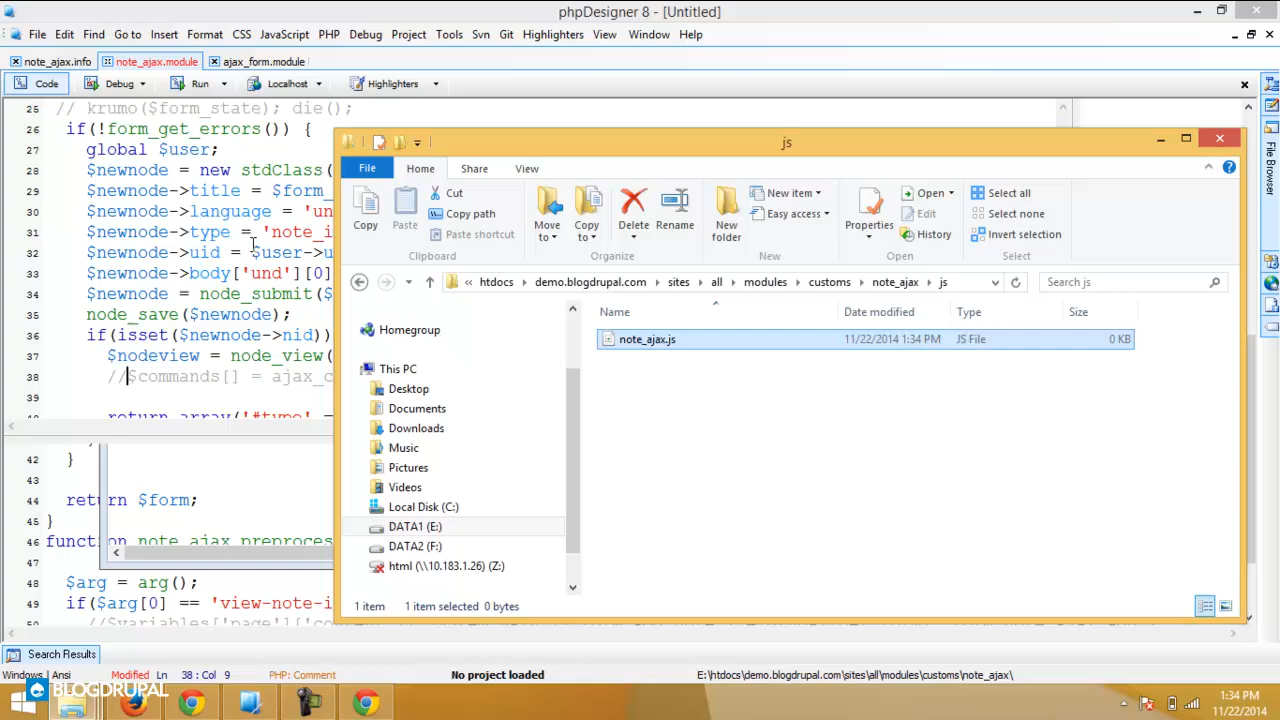 phpDesigner 8 - [Untitled]
File Edit Find Go to Insert Format CSS JavaScript PHP Debug Project Tools Svn Git Highlighters View Window Help
note_ajax.info note_ajax.module ajax_form.module
Code Debug Run Localhost Highlighters
25 // krumo($form_state); die();
26 if(!form_get_errors()) {
27 global $user;
28 $newnode = new stdClass(
29 $newnode->title = $form_
30 $newnode->language = 'un
31 $newnode->type = 'note_i
32 $newnode->uid = $user->u
33 $newnode->body['und'][0]
34 $newnode = node_submit($
35 node_save($newnode);
36 if(isset($newnode->nid))
37 $nodeview = node_view(
38 //$commands[] = ajax_c
39
return array('#type' =
42 }
44 return $form;
45 }
46 function note_ajax_preproces
47
48 $arg = arg();
49 if($arg[0] == 'view-note-i
50 //$variables['page']['co
js
File Home Share View
Copy
Paste
Cut
Copy path
Paste shortcut
Clipboard
Move to
Copy to
Delete
Rename
Organize
New folder
New item
Easy access
New
Properties
Open
Edit
History
Open
Select all
Select none
Invert selection
Select
« htdocs demo.blogdrupal.com sites all modules customs note_ajax js
Search js
Name Date modified Type Size
note_ajax.js 11/22/2014 1:34 PM JS File 0 KB
Homegroup
This PC
Desktop
Documents
Downloads
Music
Pictures
Videos
Local Disk (C:)
DATA1 (E:)
DATA2 (F:)
html (\\10.183.1.26) (Z:)
1 item 1 item selected 0 bytes
File Browser
Search Results
Windows | Ansi Modified Ln 38 : Col 9 PHP: Comment No project loaded E:\htdocs\demo.blogdrupal.com\sites\all\modules\customs\note_ajax\
BLOGDRUPAL
1:34 PM
11/22/2014